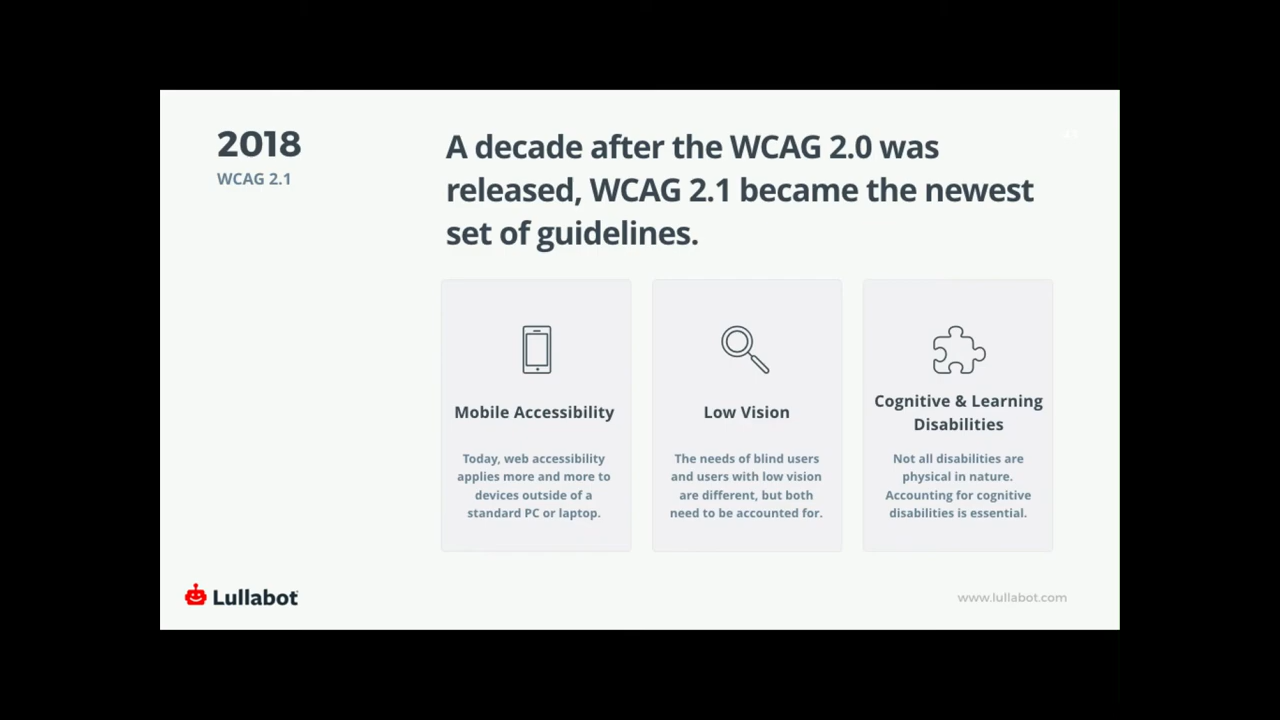 2018
WCAG 2.1
A decade after the WCAG 2.0 was
released, WCAG 2.1 became the newest
set of guidelines.
Mobile Accessibility
Today, web accessibility
applies more and more to
devices outside of a
standard PC or laptop.
Low Vision
The needs of blind users
and users with low vision
are different, but both
need to be accounted for.
Cognitive & Learning
Disabilities
Not all disabilities are
physical in nature.
Accounting for cognitive
disabilities is essential.
Lullabot
www.lullabot.com